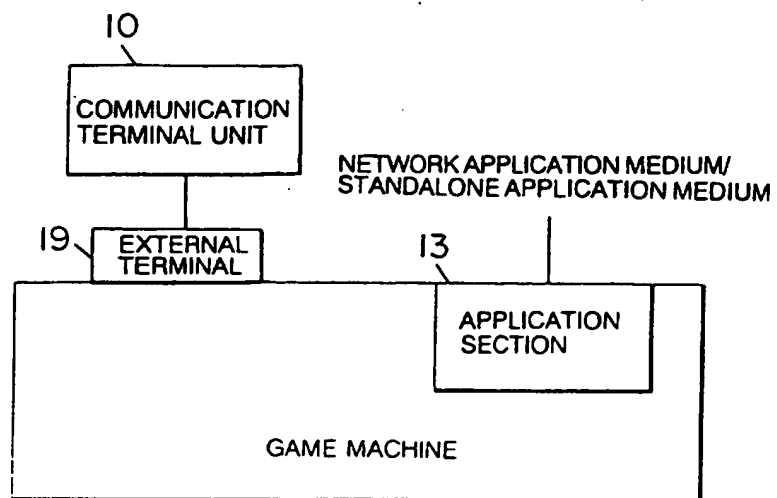 10
COMMUNICATION
TERMINAL UNIT
NETWORK APPLICATION MEDIUM/
STANDALONE APPLICATION MEDIUM
19
EXTERNAL
TERMINAL
13
APPLICATION
SECTION
GAME MACHINE